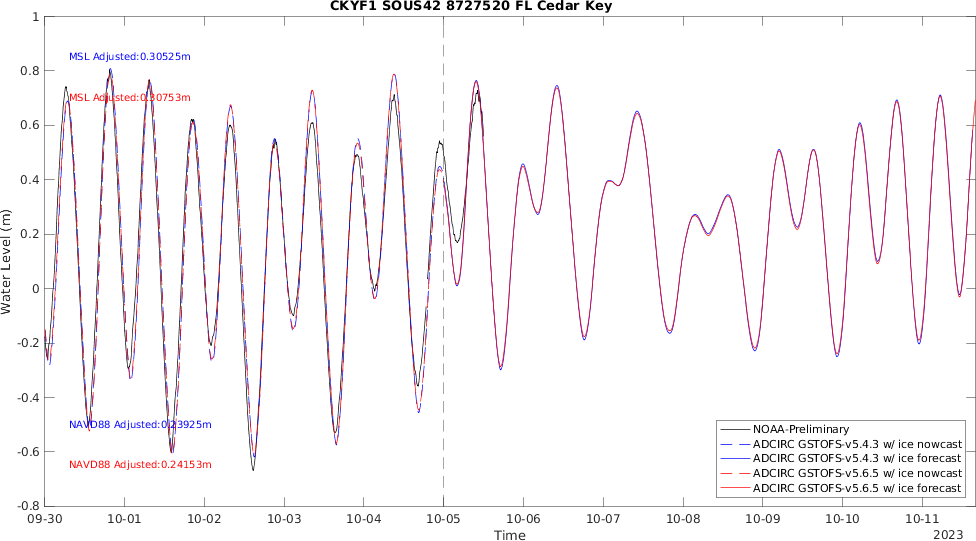 CKYF1 SOUS42 8727520 FL Cedar Key
1
0.8
0.6
0.4
0.2
0
-0.2
-0.4
-0.6
-0.8
Water Level (m)
MSL Adjusted:0.30525m
MSL Adjusted:0.30753m
NAVD88 Adjusted:0.23925m
NAVD88 Adjusted:0.24153m
NOAA-Preliminary
ADCIRC GSTOFS-v5.4.3 w/ ice nowcast
ADCIRC GSTOFS-v5.4.3 w/ ice forecast
ADCIRC GSTOFS-v5.6.5 w/ ice nowcast
ADCIRC GSTOFS-v5.6.5 w/ ice forecast
09-30 10-01 10-02 10-03 10-04 10-05 10-06 10-07 10-08 10-09 10-10 10-11
Time
2023